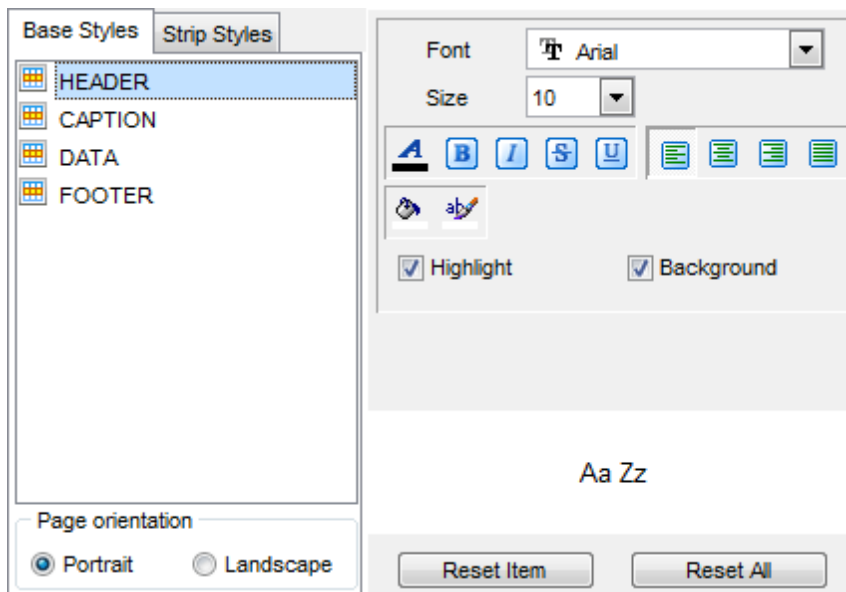 Base Styles
Strip Styles
HEADER
CAPTION
DATA
FOOTER
Page orientation
Portrait
Landscape
Font
Arial
Size
10
A B I S U
ab
Highlight
Background
Aa Zz
Reset Item
Reset All